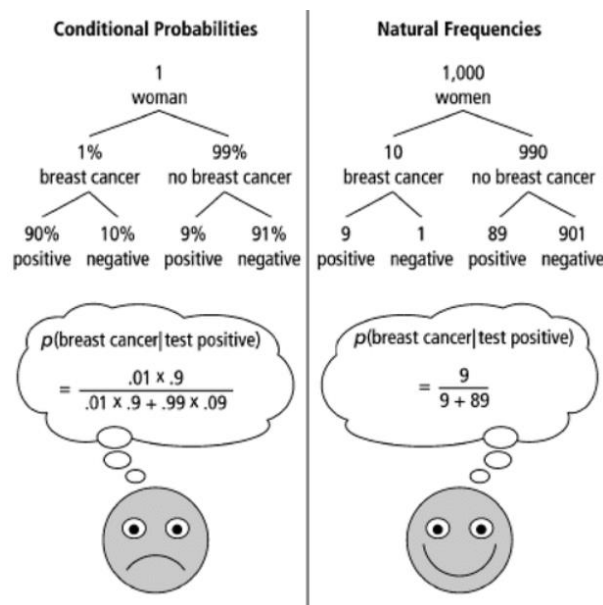 Conditional Probabilities
1
woman
1% 99%
breast cancer no breast cancer
90% 10% 9% 91%
positive negative positive negative
p(breast cancer|test positive)
= .01 x .9
.01 x .9 + .99 x .09
Natural Frequencies
1,000
women
10 990
breast cancer no breast cancer
9 1 89 901
positive negative positive negative
p(breast cancer|test positive)
= 9
9 + 89